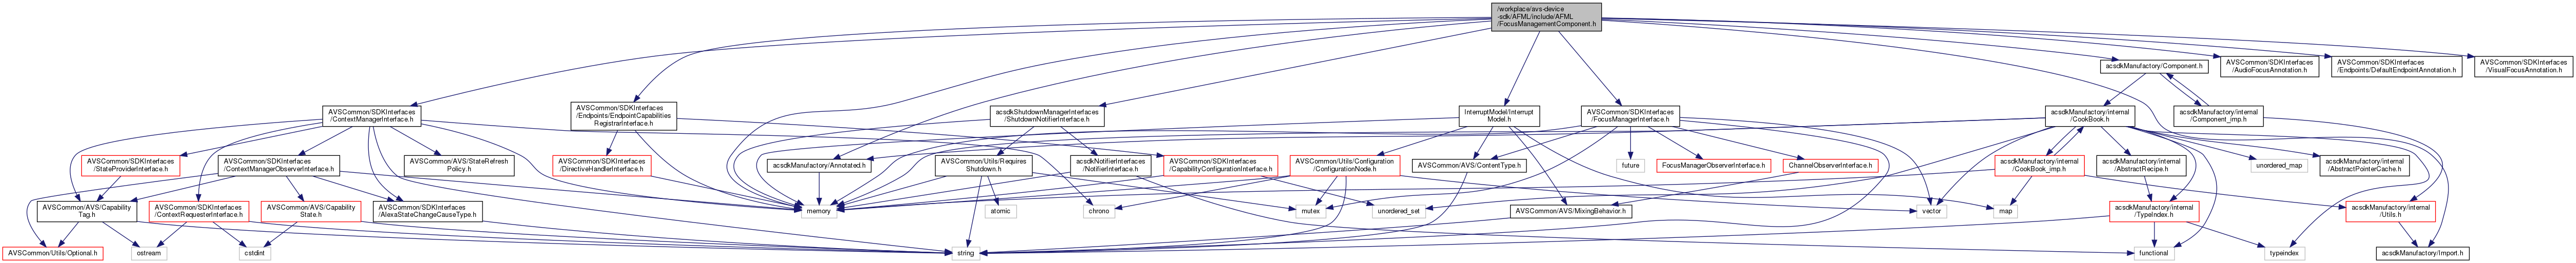 /workplace/avs-device
-sdk/AFML/include/AFML
/FocusManagementComponent.h
acsdkManufactory/Component.h
AVSCommon/SDKInterfaces
/AudioFocusAnnotation.h
AVSCommon/SDKInterfaces
/Endpoints/DefaultEndpointAnnotation.h
AVSCommon/SDKInterfaces
/VisualFocusAnnotation.h
AVSCommon/SDKInterfaces
/ContextManagerInterface.h
AVSCommon/SDKInterfaces
/Endpoints/EndpointCapabilities
RegistrarInterface.h
acsdkShutdownManagerInterfaces
/ShutdownNotifierInterface.h
InterruptModel/Interrupt
Model.h
AVSCommon/SDKInterfaces
/FocusManagerInterface.h
acsdkManufactory/internal
/CookBook.h
acsdkManufactory/internal
/Component_imp.h
AVSCommon/SDKInterfaces
/StateProviderInterface.h
AVSCommon/SDKInterfaces
/ContextManagerObserverInterface.h
AVSCommon/AVS/StateRefresh
Policy.h
AVSCommon/SDKInterfaces
/DirectiveHandlerInterface.h
acsdkManufactory/Annotated.h
AVSCommon/Utils/Requires
Shutdown.h
acsdkNotifierInterfaces
/NotifierInterface.h
AVSCommon/SDKInterfaces
/CapabilityConfigurationInterface.h
AVSCommon/Utils/Configuration
/ConfigurationNode.h
AVSCommon/AVS/ContentType.h
future
FocusManagerObserverInterface.h
ChannelObserverInterface.h
acsdkManufactory/internal
/CookBook_imp.h
acsdkManufactory/internal
/AbstractRecipe.h
unordered_map
acsdkManufactory/internal
/AbstractPointerCache.h
AVSCommon/AVS/Capability
Tag.h
AVSCommon/SDKInterfaces
/ContextRequesterInterface.h
AVSCommon/AVS/Capability
State.h
AVSCommon/SDKInterfaces
/AlexaStateChangeCauseType.h
memory
atomic
chrono
mutex
unordered_set
AVSCommon/AVS/MixingBehavior.h
vector
map
acsdkManufactory/internal
/TypeIndex.h
acsdkManufactory/internal
/Utils.h
AVSCommon/Utils/Optional.h
ostream
cstdint
string
functional
typeindex
acsdkManufactory/Import.h